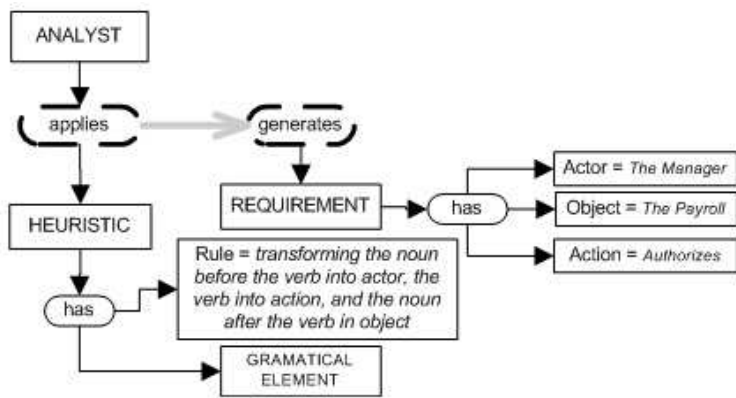 ANALYST
applies
generates
HEURISTIC
REQUIREMENT
has
Actor = The Manager
Object = The Payroll
Action = Authorizes
has
Rule = transforming the noun
before the verb into actor, the
verb into action, and the noun
after the verb in object
GRAMATICAL
ELEMENT